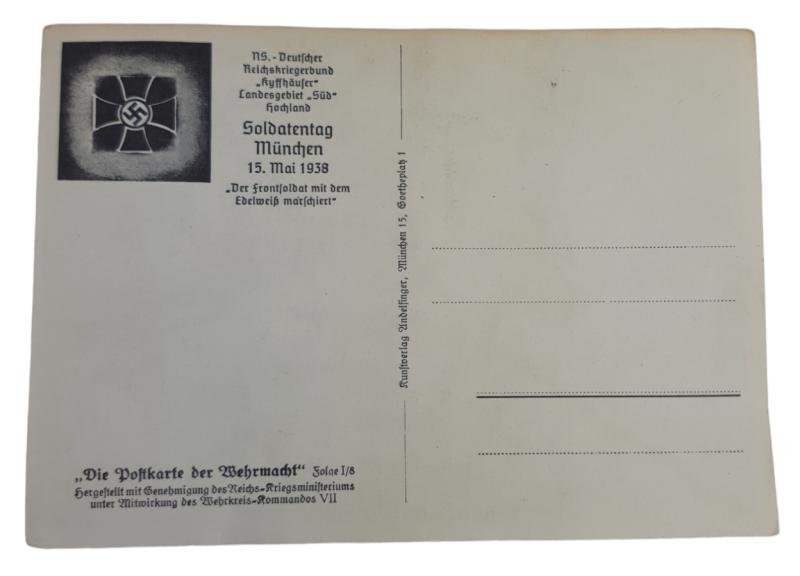 NS.-Deutscher
Reichskriegerbund
„Kyffhäuser“
Landesgebiet „Süd“
Hochland
Soldatentag
München
15. Mai 1938
„Der Frontsoldat mit dem
Edelweiß marschiert“
Kunstverlag Andelfinger, München 15, Goetheplatz 1
„Die Postkarte der Wehrmacht“ Folge I/8
Hergestellt mit Genehmigung des Reichs-Kriegsministeriums
unter Mitwirkung des Wehrkreis-Kommandos VII